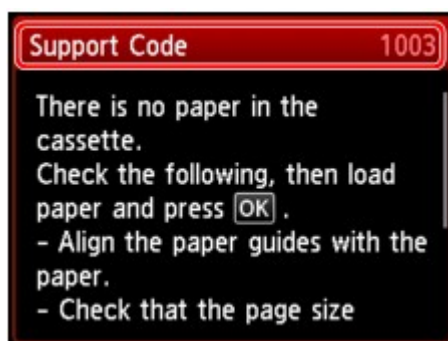 Support Code 1003
There is no paper in the
cassette.
Check the following, then load
paper and press OK .
- Align the paper guides with the
paper.
- Check that the page size